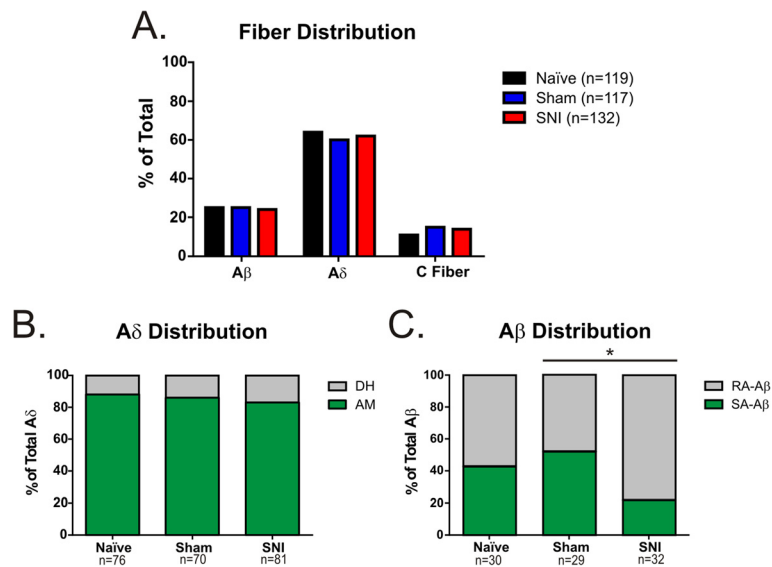 A.
Fiber Distribution
% of Total
100
80
60
40
20
0
Aβ
Aδ
C Fiber
Naïve (n=119)
Sham (n=117)
SNI (n=132)
B.
Aδ Distribution
% of Total Aδ
100
80
60
40
20
0
Naïve
n=76
Sham
n=70
SNI
n=81
DH
AM
C.
Aβ Distribution
*
% of Total Aβ
100
80
60
40
20
0
Naïve
n=30
Sham
n=29
SNI
n=32
RA-Aβ
SA-Aβ